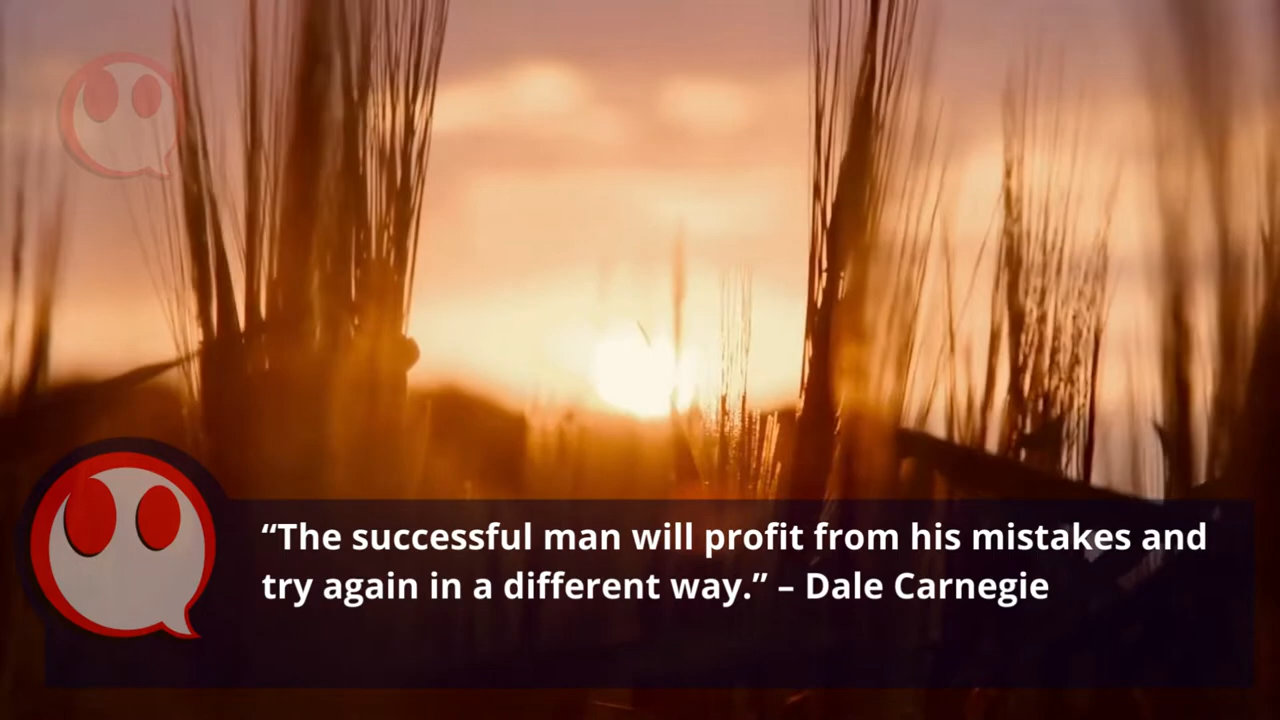 “The successful man will profit from his mistakes and
try again in a different way.” – Dale Carnegie